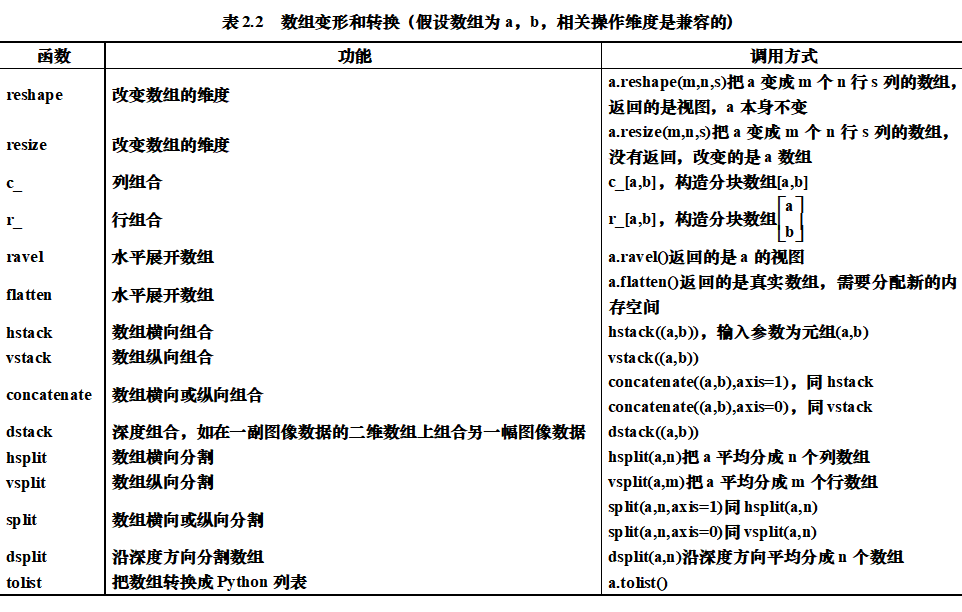 表 2.2 数组变形和转换（假设数组为 a，b，相关操作维度是兼容的）
函数 功能 调用方式
reshape 改变数组的维度 a.reshape(m,n,s)把 a 变成 m 个 n 行 s 列的数组，
返回的是视图，a 本身不变
resize 改变数组的维度 a.resize(m,n,s)把 a 变成 m 个 n 行 s 列的数组，
没有返回，改变的是 a 数组
c_ 列组合 c_[a,b]，构造分块数组[a,b]
r_ 行组合 r_[a,b]，构造分块数组[a
b]
ravel 水平展开数组 a.ravel()返回的是 a 的视图
flatten 水平展开数组 a.flatten()返回的是真实数组，需要分配新的内
存空间
hstack 数组横向组合 hstack((a,b))，输入参数为元组(a,b)
vstack 数组纵向组合 vstack((a,b))
concatenate 数组横向或纵向组合 concatenate((a,b),axis=1)，同 hstack
concatenate((a,b),axis=0)，同 vstack
dstack 深度组合，如在一副图像数据的二维数组上组合另一幅图像数据 dstack((a,b))
hsplit 数组横向分割 hsplit(a,n)把 a 平均分成 n 个列数组
vsplit 数组纵向分割 vsplit(a,m)把 a 平均分成 m 个行数组
split 数组横向或纵向分割 split(a,n,axis=1)同 hsplit(a,n)
split(a,n,axis=0)同 vsplit(a,n)
dsplit 沿深度方向分割数组 dsplit(a,n)沿深度方向平均分成 n 个数组
tolist 把数组转换成 Python 列表 a.tolist()